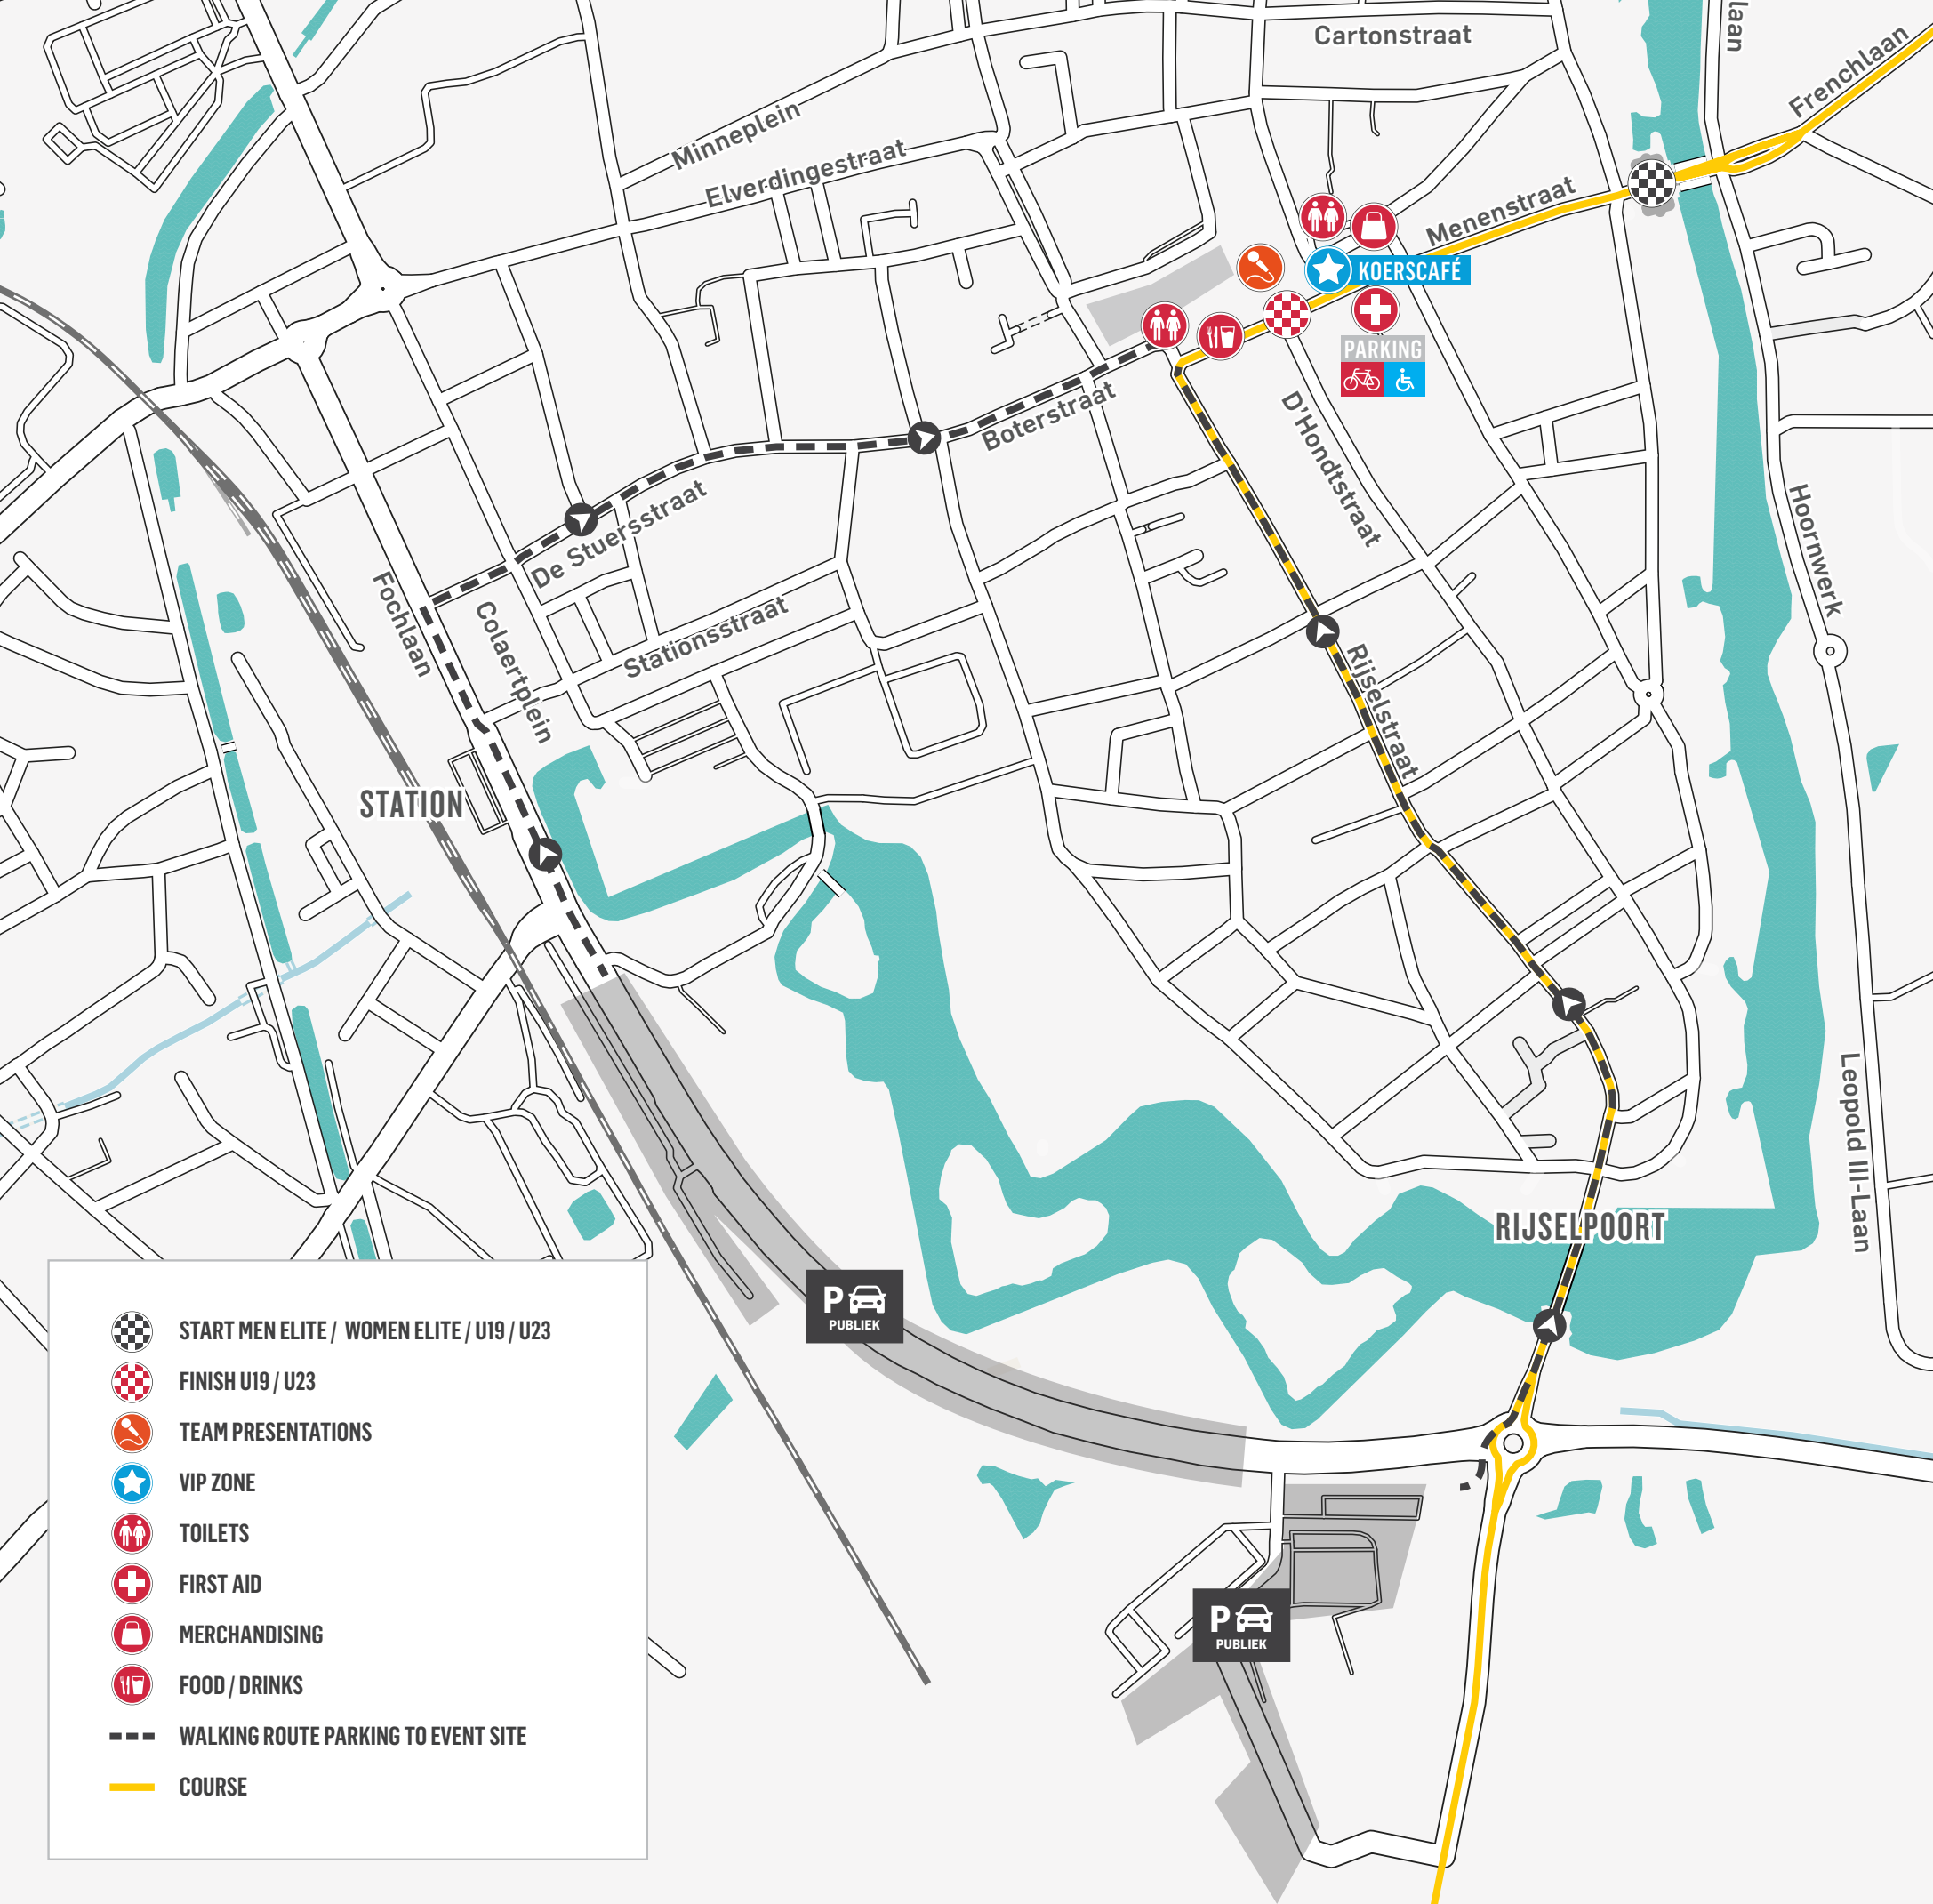 Cartonstraat
laan
Frenchlaan
Minneplein
Elverdingestraat
Menenstraat
KOERSCAFÉ
PARKING
Boterstraat
D'Hondtstraat
De Stuersstraat
Hoornwerk
Fochlaan
Colaertplein
Stationsstraat
Rijselstraat
STATION
Leopold III-Laan
RIJSELPOORT
P
PUBLIEK
P
PUBLIEK
START MEN ELITE / WOMEN ELITE / U19 / U23
FINISH U19 / U23
TEAM PRESENTATIONS
VIP ZONE
TOILETS
FIRST AID
MERCHANDISING
FOOD / DRINKS
WALKING ROUTE PARKING TO EVENT SITE
COURSE